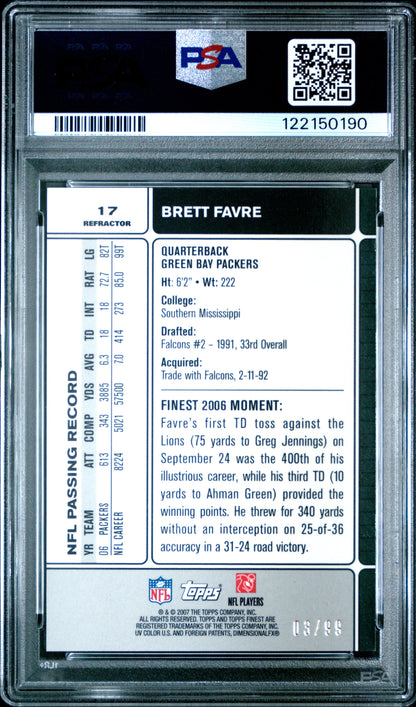 PSA
122150190
17
REFRACTOR
BRETT FAVRE
NFL PASSING RECORD
YR TEAM ATT COMP YDS AVG TD INT RAT LG
06 PACKERS 613 343 3885 6.3 18 18 72.7 82T
NFL CAREER 8224 5021 57500 7.0 414 273 85.0 99T
QUARTERBACK
GREEN BAY PACKERS
Ht: 6'2" • Wt: 222
College:
Southern Mississippi
Drafted:
Falcons #2 – 1991, 33rd Overall
Acquired:
Trade with Falcons, 2-11-92
FINEST 2006 MOMENT:
Favre's first TD toss against the
Lions (75 yards to Greg Jennings) on
September 24 was the 400th of his
illustrious career, while his third TD (10
yards to Ahman Green) provided the
winning points. He threw for 340 yards
without an interception on 25-of-36
accuracy in a 31-24 road victory.
NFL
Topps
NFL PLAYERS
® & © 2007 THE TOPPS COMPANY, INC.
ALL RIGHTS RESERVED. TOPPS AND TOPPS FINEST ARE
REGISTERED TRADEMARKS OF THE TOPPS COMPANY, INC.
UV COLOR U.S. AND FOREIGN PATENTS, DIMENSIONALFX®
03/99